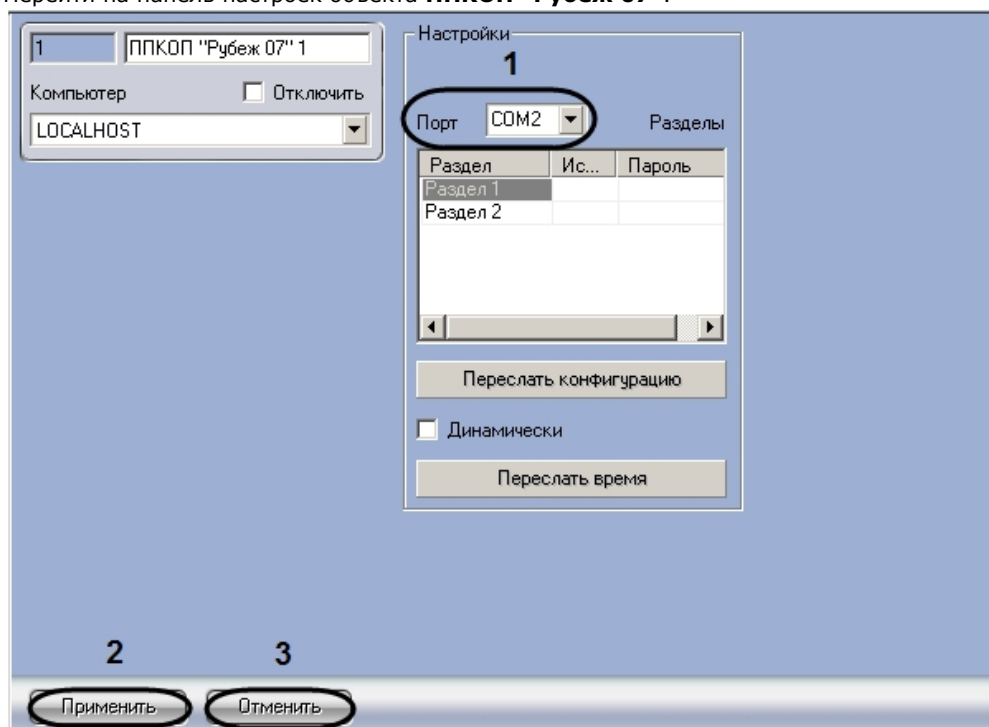 Перейти на панель настроек объекта ППКОП "Рубеж 07".
1 ППКОП "Рубеж 07" 1
Компьютер Отключить
LOCALHOST
Настройки
1
Порт COM2 Разделы
Раздел Ис... Пароль
Раздел 1
Раздел 2
Переслать конфигурацию
Динамически
Переслать время
2 3
Применить Отменить